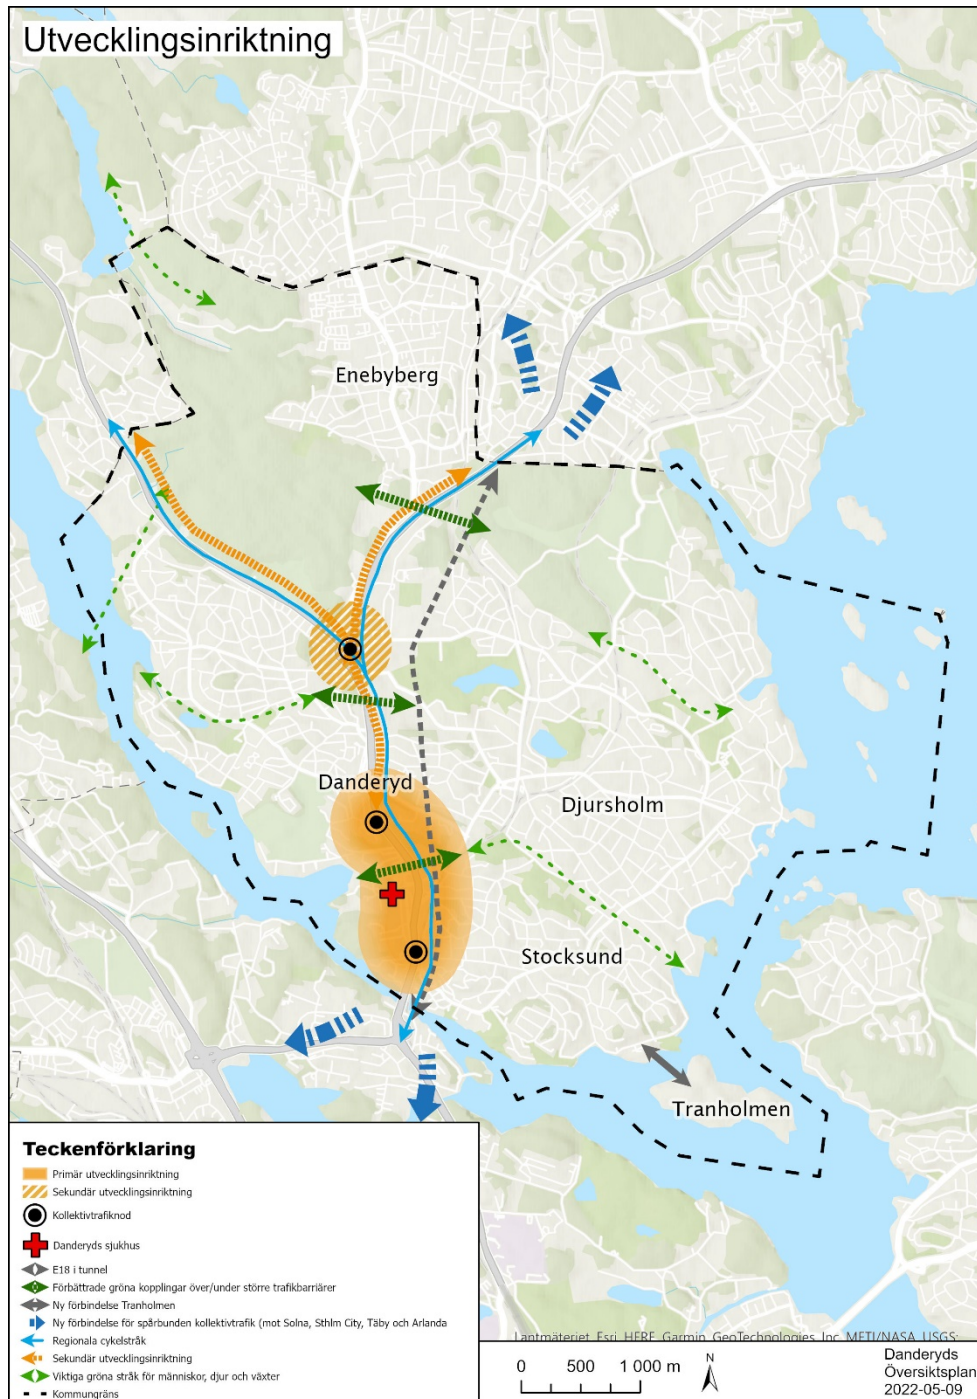 Utvecklingsinriktning
Enebyberg
Danderyd
Djursholm
Stocksund
Tranholmen
Teckenförklaring
Primär utvecklingsinriktning
Sekundär utvecklingsinriktning
Kollektivtrafiknod
Danderyds sjukhus
E18 i tunnel
Förbättrade gröna kopplingar över/under större trafikbarriärer
Ny förbindelse Tranholmen
Ny förbindelse för spårbunden kollektivtrafik (mot Solna, Sthlm City, Täby och Arlanda
Regionala cykelstråk
Sekundär utvecklingsinriktning
Viktiga gröna stråk för människor, djur och växter
Kommungräns
Lantmäteriet, Esri, HERE, Garmin, GeoTechnologies, Inc, METI/NASA, USGS;
0 500 1 000 m
N
Danderyds
Översiktsplan
2022-05-09